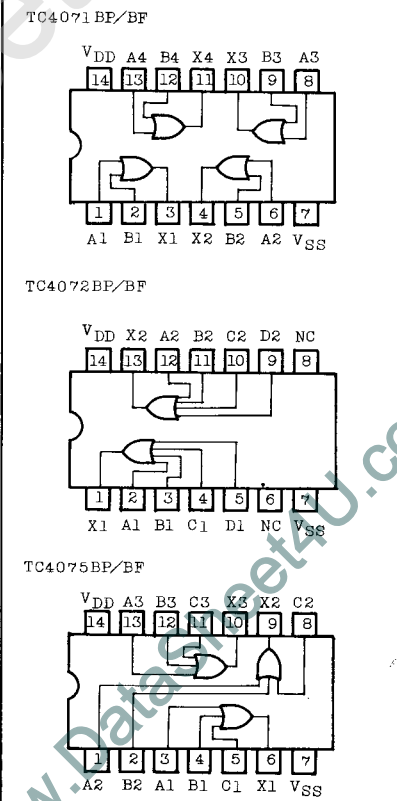 TC4071BP/BF
VDD A4 B4 X4 X3 B3 A3
14 13 12 11 10 9 8
1 2 3 4 5 6 7
A1 B1 X1 X2 B2 A2 VSS
TC4072BP/BF
VDD X2 A2 B2 C2 D2 NC
14 13 12 11 10 9 8
1 2 3 4 5 6 7
X1 A1 B1 C1 D1 NC VSS
TC4075BP/BF
VDD A3 B3 C3 X3 X2 C2
14 13 12 11 10 9 8
1 2 3 4 5 6 7
A2 B2 A1 B1 C1 X1 VSS
w.DataSheet4U.co